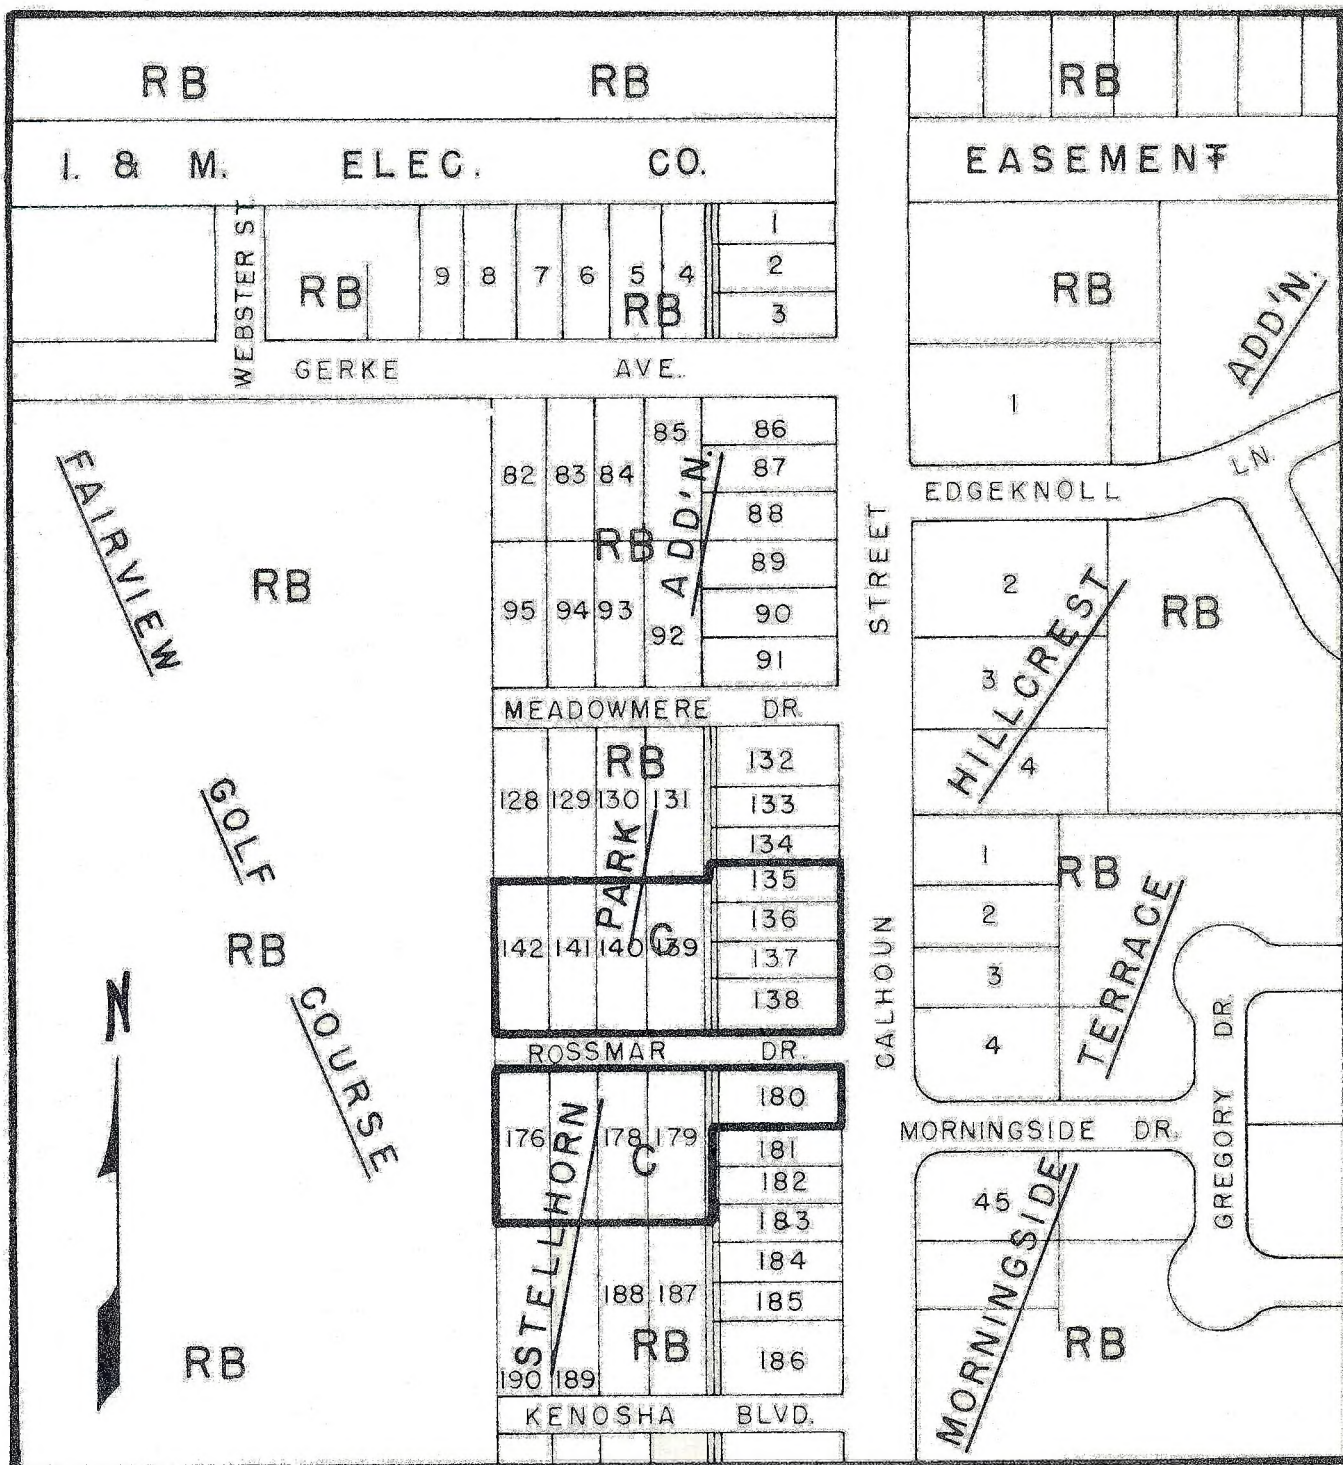 RB RB RB
I. & M. ELEC. CO. EASEMENT
WEBSTER ST.
RB
9 8 7 6 5 4
RB
1
2
3
RB
ADD'N.
GERKE AVE.
1
82 83 84 85
86
87
88
89
90
91
RB
ADD'N.
95 94 93 92
EDGEKNOLL LN.
FAIRVIEW
GOLF
COURSE
RB
RB
RB
N
CALHOUN STREET
2
3
4
HILLCREST
RB
MEADOWMERE DR.
RB
128 129 130 131
132
133
134
PARK
135
136
137
138
142 141 140 139
C
1
2
3
4
RB
TERRACE
ROSSMAR DR.
176 178 179
C
180
181
182
183
184
185
186
STELLHORN
MORNINGSIDE DR.
GREGORY DR.
45
MORNINGSIDE
RB
188 187
RB
190 189
KENOSHA BLVD.